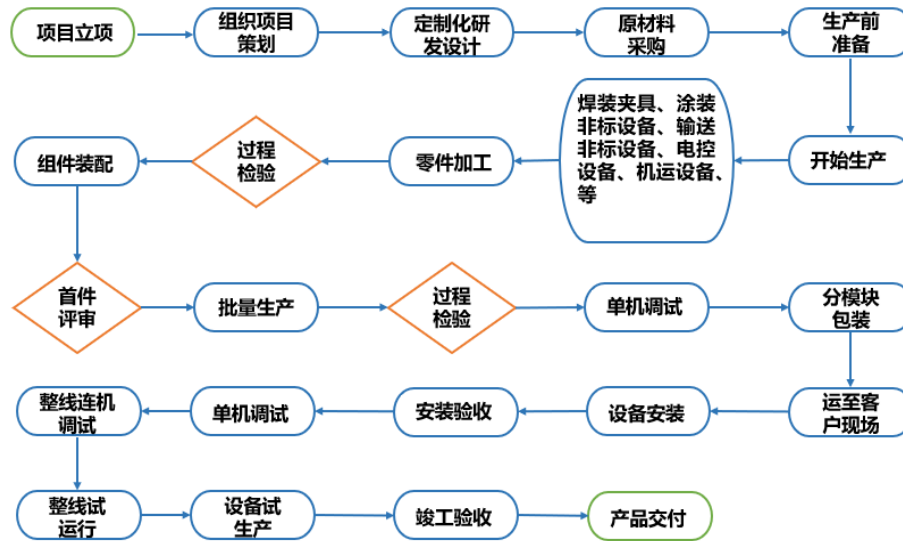 项目立项
组织项目
策划
定制化研
发设计
原材料
采购
生产前
准备
开始生产
焊装夹具、涂装
非标设备、输送
非标设备、电控
设备、机运设备、
等
零件加工
过程
检验
组件装配
首件
评审
批量生产
过程
检验
单机调试
分模块
包装
运至客
户现场
设备安装
安装验收
单机调试
整线连机
调试
整线试
运行
设备试
生产
竣工验收
产品交付